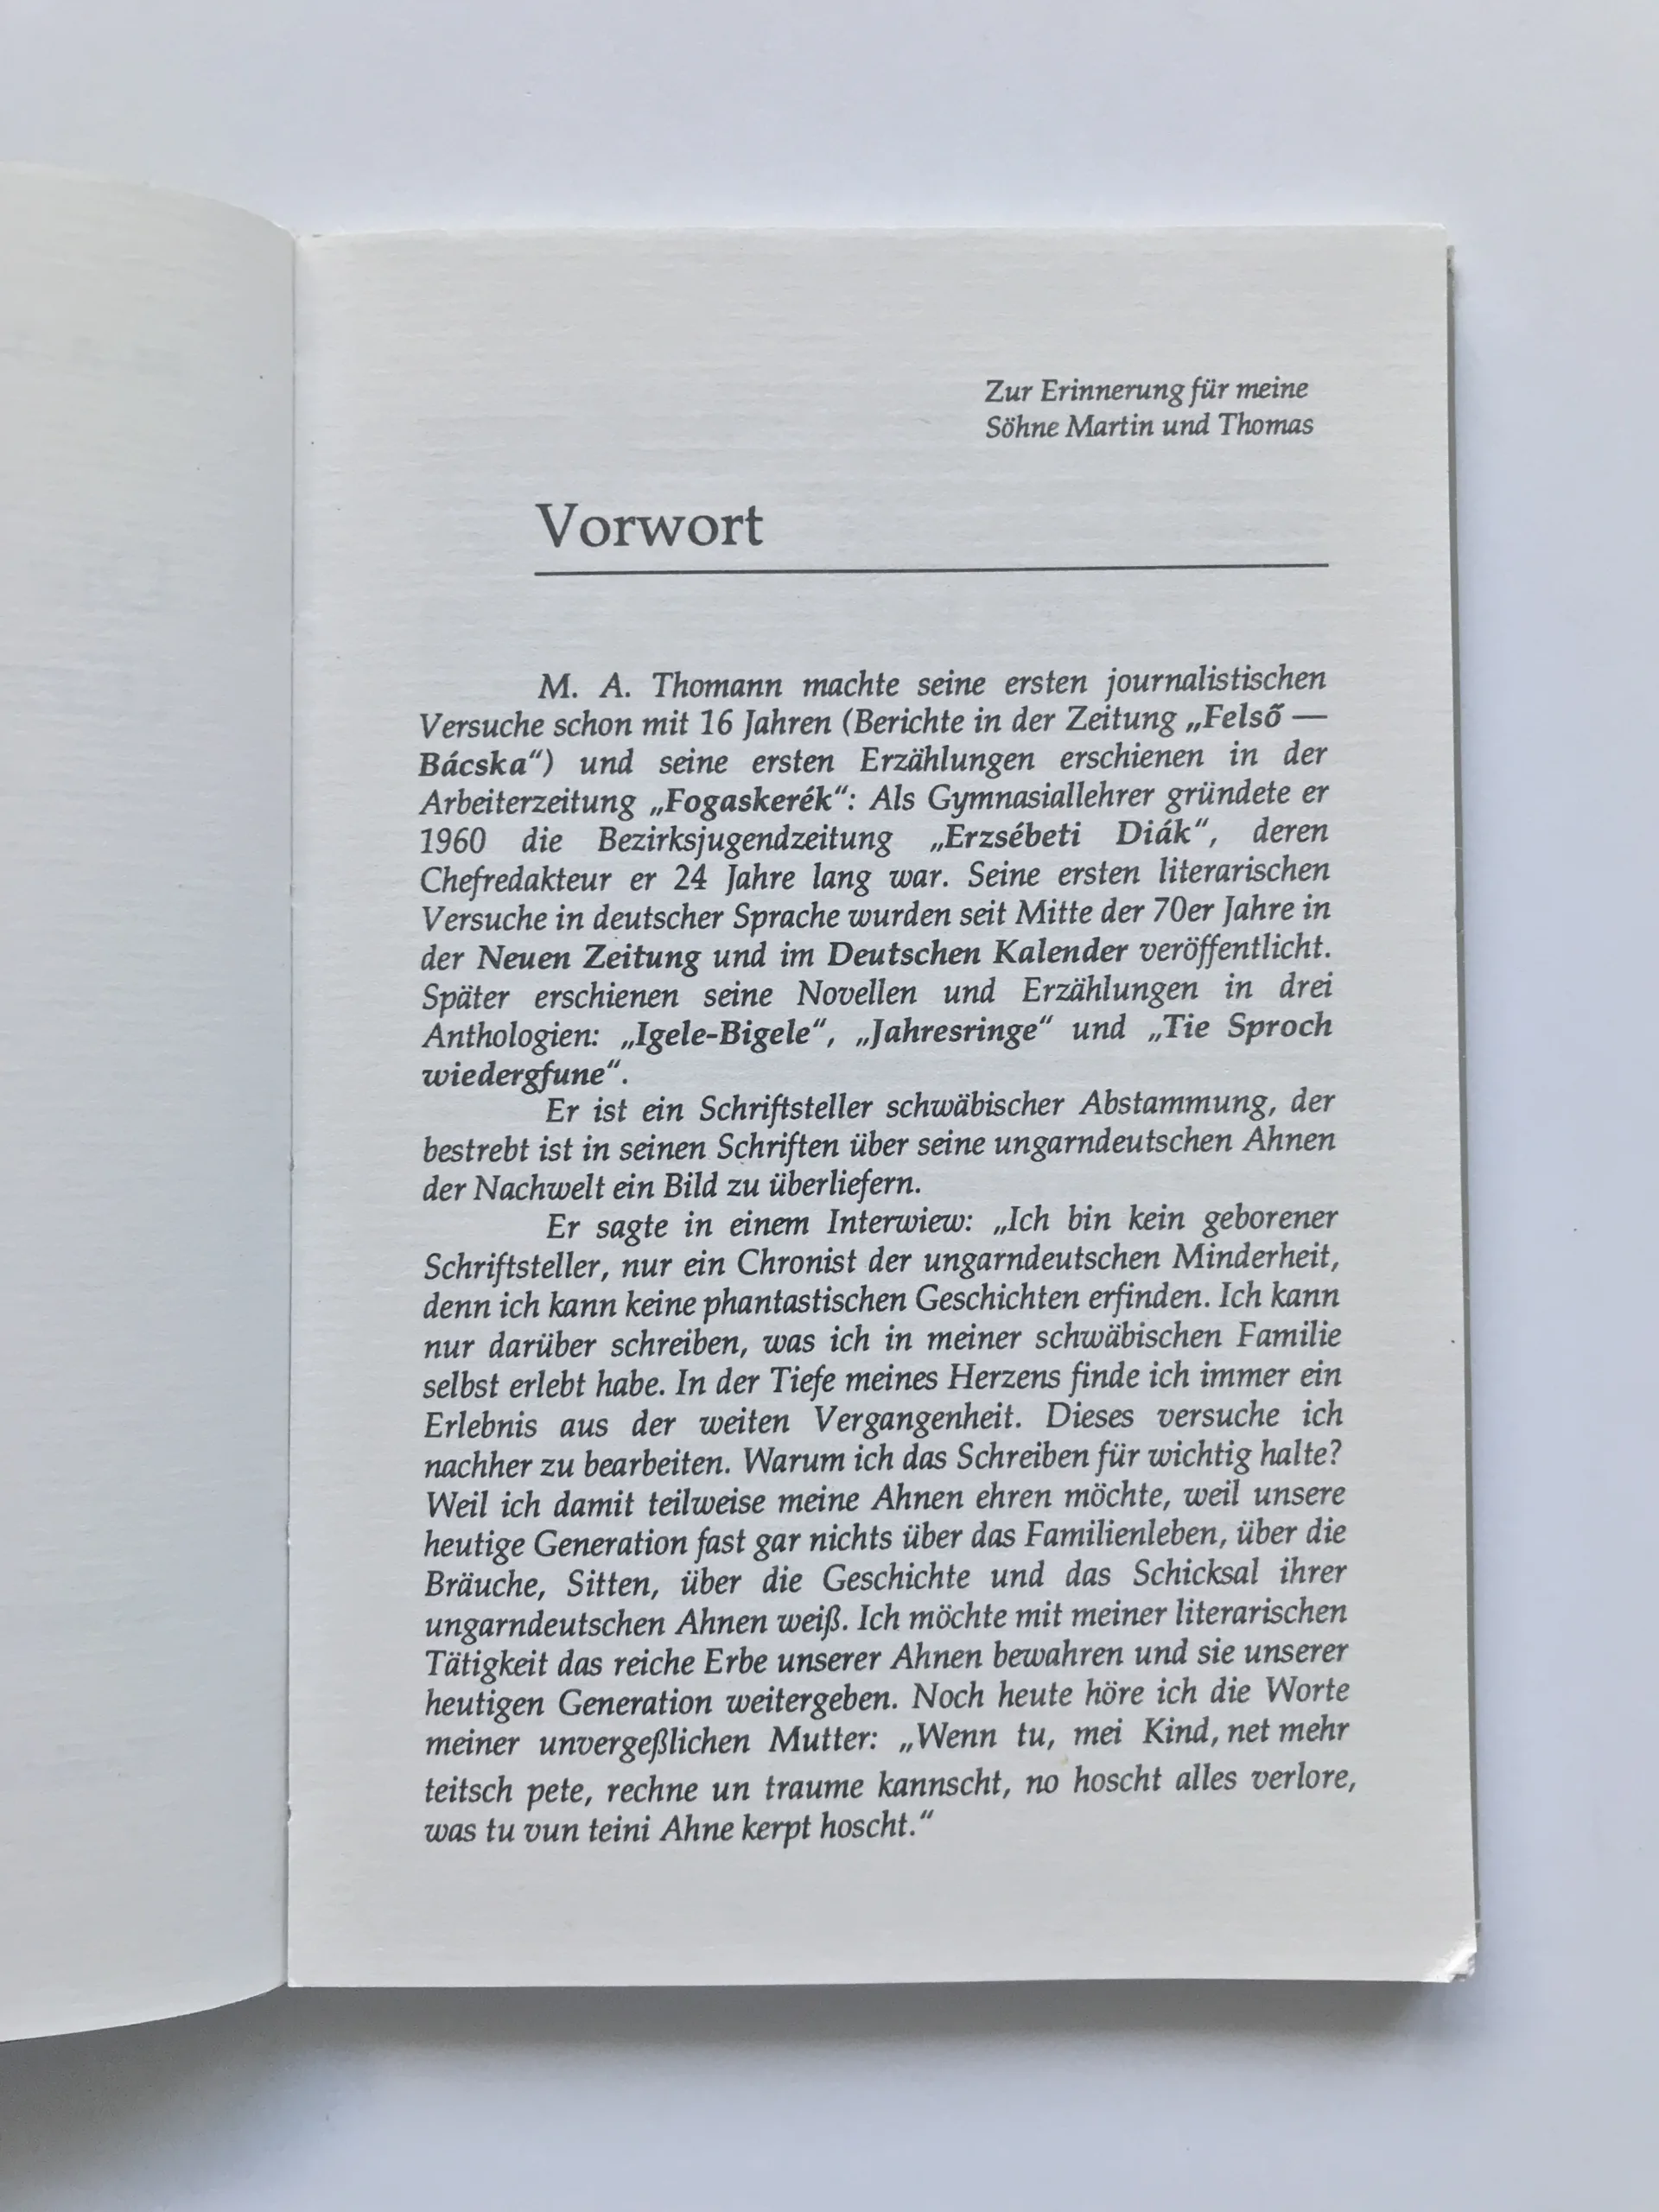 Zur Erinnerung für meine
Söhne Martin und Thomas
Vorwort
M. A. Thomann machte seine ersten journalistischen
Versuche schon mit 16 Jahren (Berichte in der Zeitung „Felső —
Bácska“) und seine ersten Erzählungen erschienen in der
Arbeiterzeitung „Fogaskerék“: Als Gymnasiallehrer gründete er
1960 die Bezirksjugendzeitung „Erzsébeti Diák“, deren
Chefredakteur er 24 Jahre lang war. Seine ersten literarischen
Versuche in deutscher Sprache wurden seit Mitte der 70er Jahre in
der Neuen Zeitung und im Deutschen Kalender veröffentlicht.
Später erschienen seine Novellen und Erzählungen in drei
Anthologien: „Igele-Bigele“, „Jahresringe“ und „Tie Sproch
wiedergfune“.
Er ist ein Schriftsteller schwäbischer Abstammung, der
bestrebt ist in seinen Schriften über seine ungarndeutschen Ahnen
der Nachwelt ein Bild zu überliefern.
Er sagte in einem Interwiew: „Ich bin kein geborener
Schriftsteller, nur ein Chronist der ungarndeutschen Minderheit,
denn ich kann keine phantastischen Geschichten erfinden. Ich kann
nur darüber schreiben, was ich in meiner schwäbischen Familie
selbst erlebt habe. In der Tiefe meines Herzens finde ich immer ein
Erlebnis aus der weiten Vergangenheit. Dieses versuche ich
nachher zu bearbeiten. Warum ich das Schreiben für wichtig halte?
Weil ich damit teilweise meine Ahnen ehren möchte, weil unsere
heutige Generation fast gar nichts über das Familienleben, über die
Bräuche, Sitten, über die Geschichte und das Schicksal ihrer
ungarndeutschen Ahnen weiß. Ich möchte mit meiner literarischen
Tätigkeit das reiche Erbe unserer Ahnen bewahren und sie unserer
heutigen Generation weitergeben. Noch heute höre ich die Worte
meiner unvergeßlichen Mutter: „Wenn tu, mei Kind, net mehr
teitsch pete, rechne un traume kannscht, no hoscht alles verlore,
was tu vun teini Ahne kerpt hoscht.“